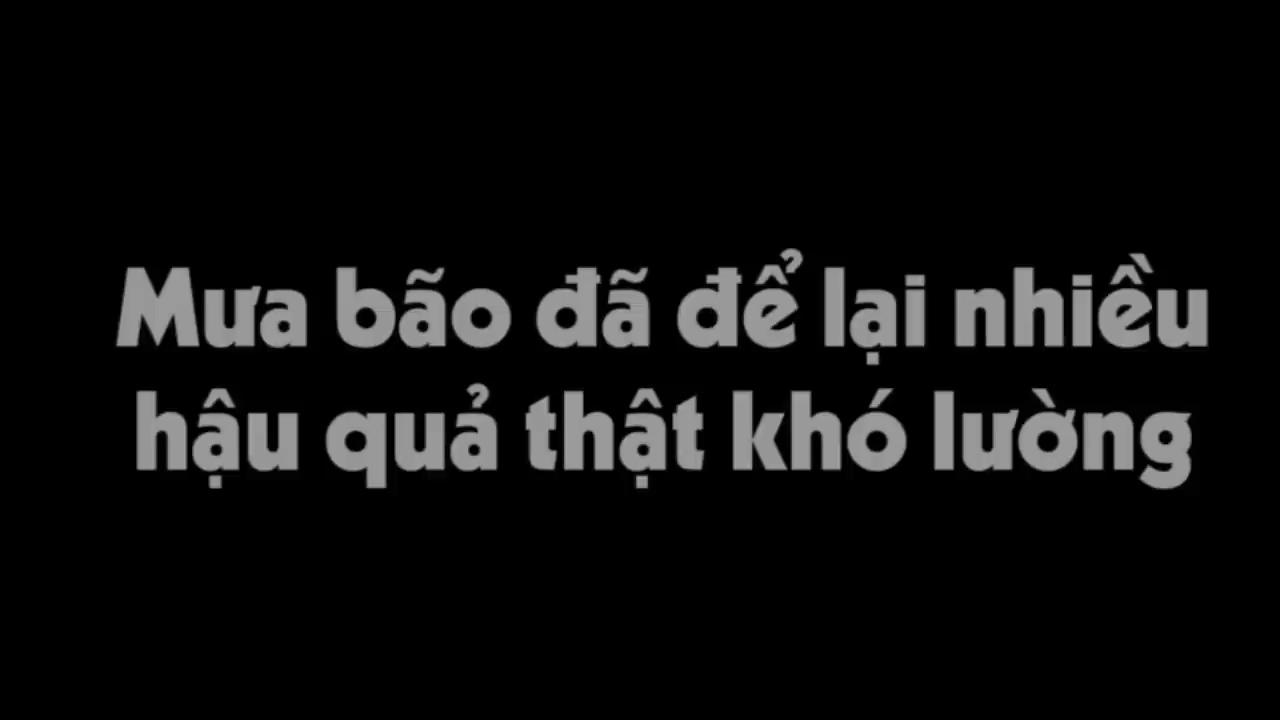 Mưa bão đã để lại nhiều
hậu quả thật khó lường